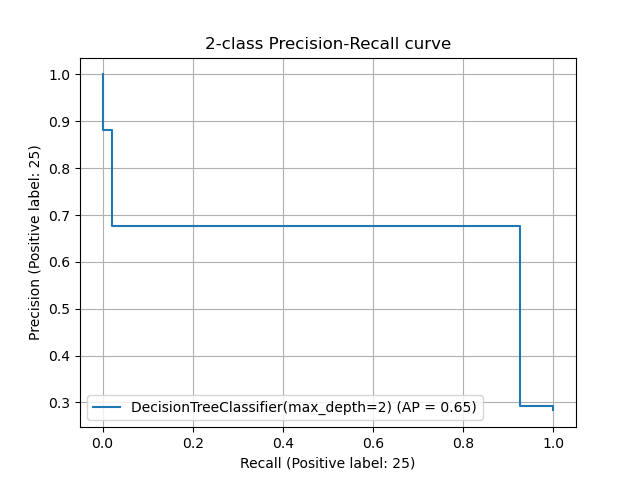 2-class Precision-Recall curve
1.0
0.9
0.8
0.7
0.6
0.5
0.4
0.3
Precision (Positive label: 25)
DecisionTreeClassifier(max_depth=2) (AP = 0.65)
0.0 0.2 0.4 0.6 0.8 1.0
Recall (Positive label: 25)